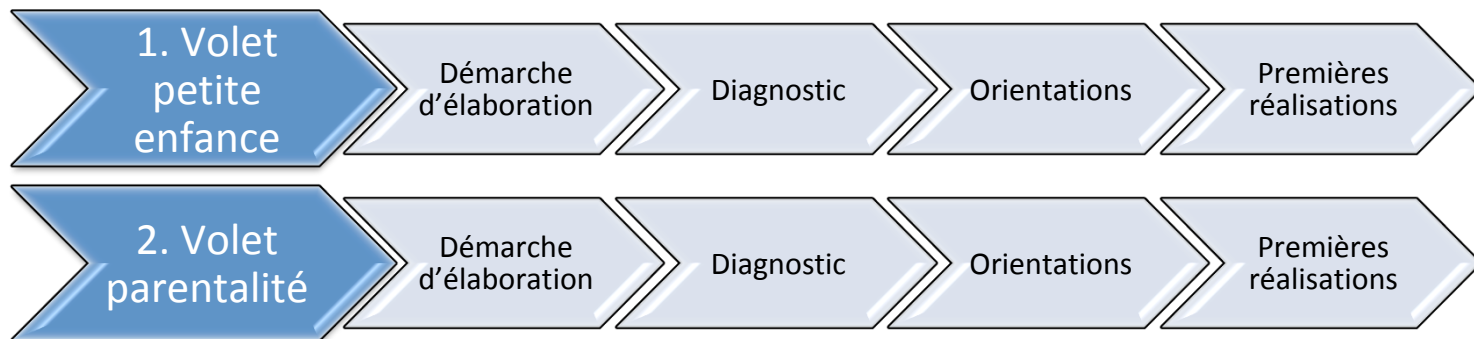 1. Volet
petite
enfance
Démarche
d’élaboration
Diagnostic
Orientations
Premières
réalisations
2. Volet
parentalité
Démarche
d’élaboration
Diagnostic
Orientations
Premières
réalisations